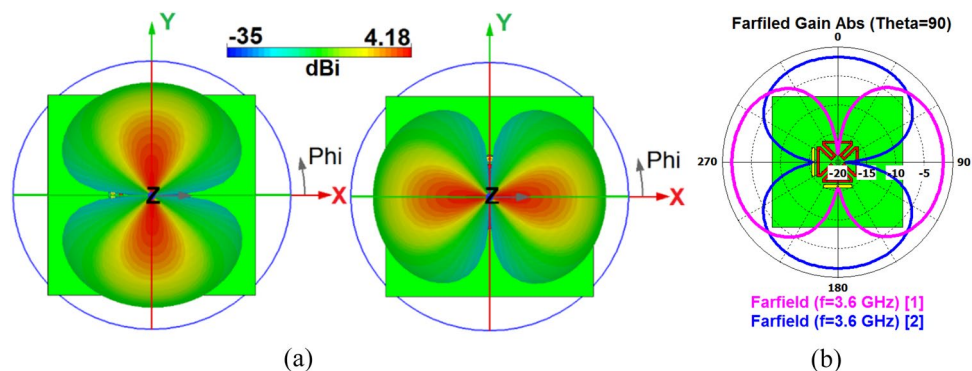 Y
-35
4.18
dBi
Z
Phi
X
Y
Z
Phi
X
(a)
Farfiled Gain Abs (Theta=90)
0
270
-20
-15
-10
-5
90
180
Farfield (f=3.6 GHz) [1]
Farfield (f=3.6 GHz) [2]
(b)